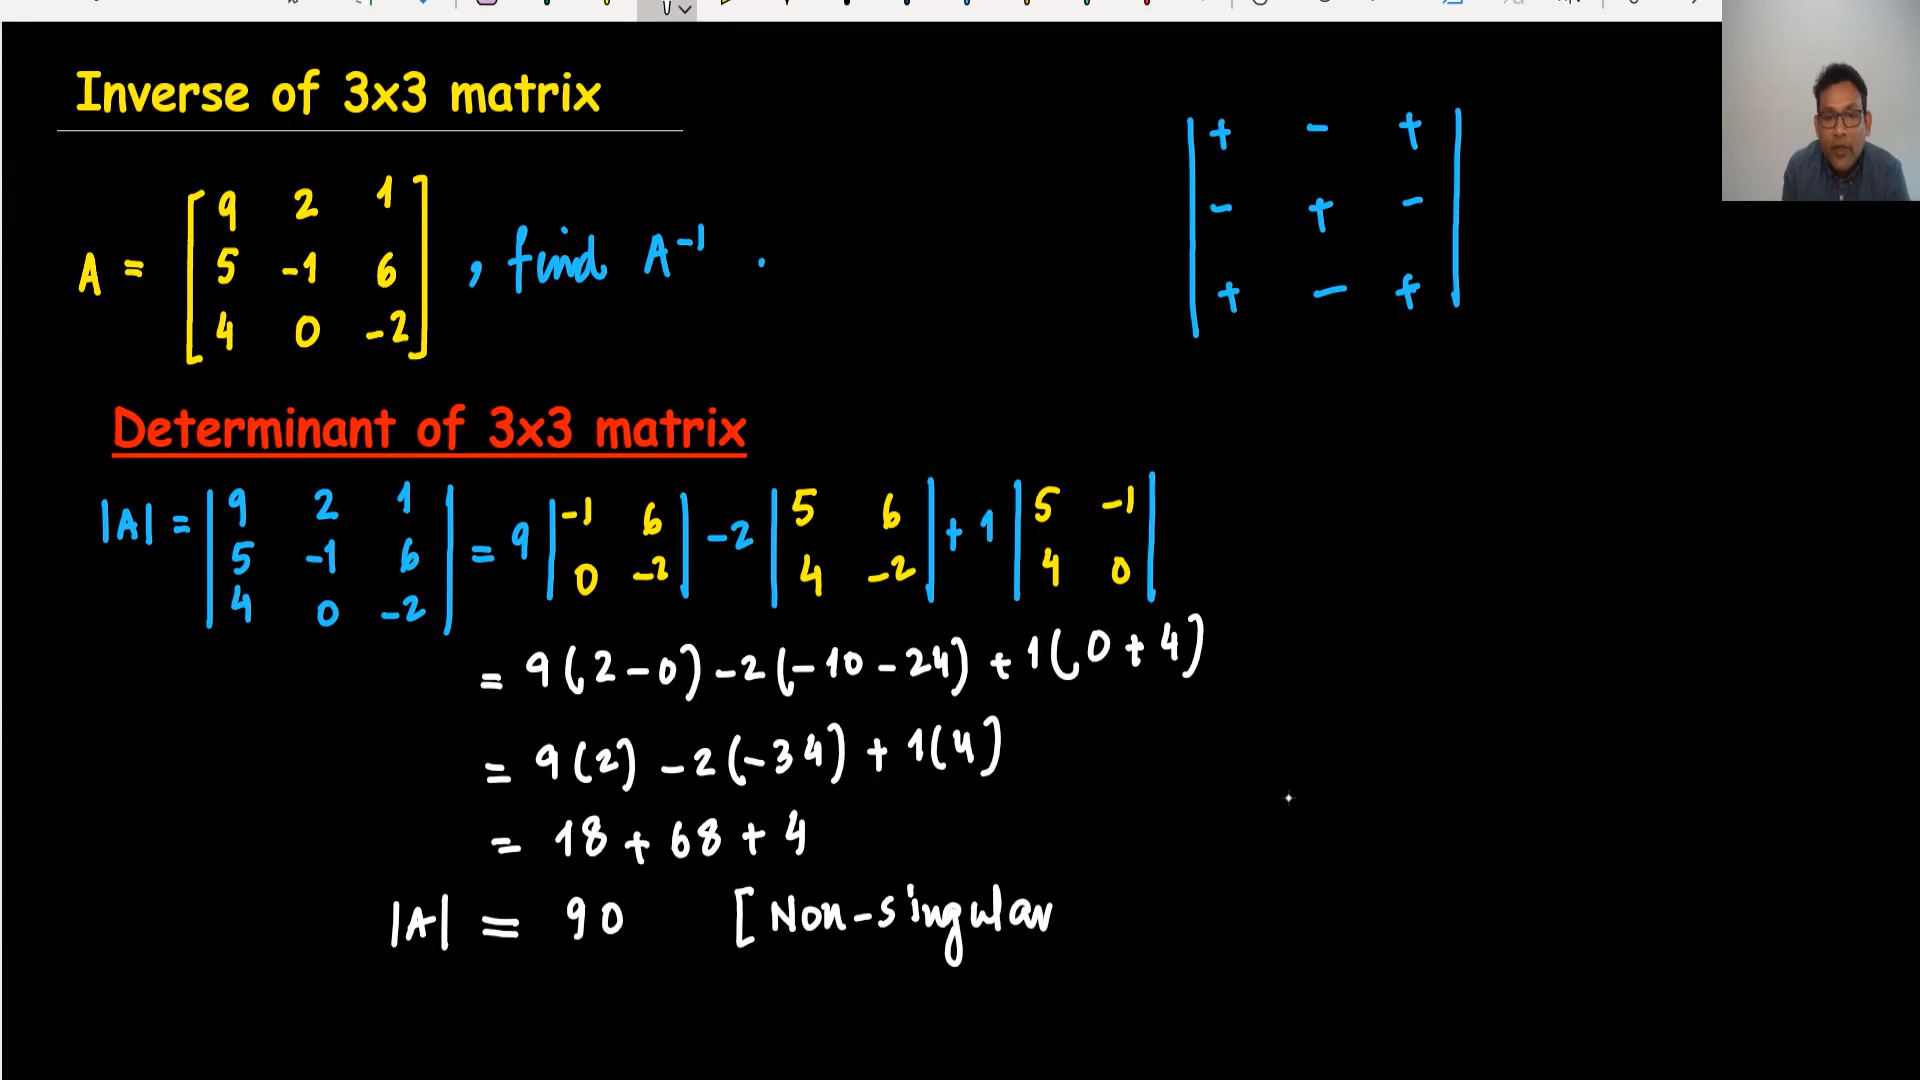 Inverse of 3x3 matrix
+ - +
- + -
+ - +
A = [9 2 1
5 -1 6
4 0 -2] , find A⁻¹ .
Determinant of 3x3 matrix
|A| = |9 2 1
5 -1 6
4 0 -2| = 9 |-1 6
0 -2| -2 |5 6
4 -2| + 1 |5 -1
4 0|
= 9(2-0) -2(-10-24) + 1(0+4)
= 9(2) -2(-34) + 1(4)
= 18 + 68 + 4
|A| = 90 [Non-singular